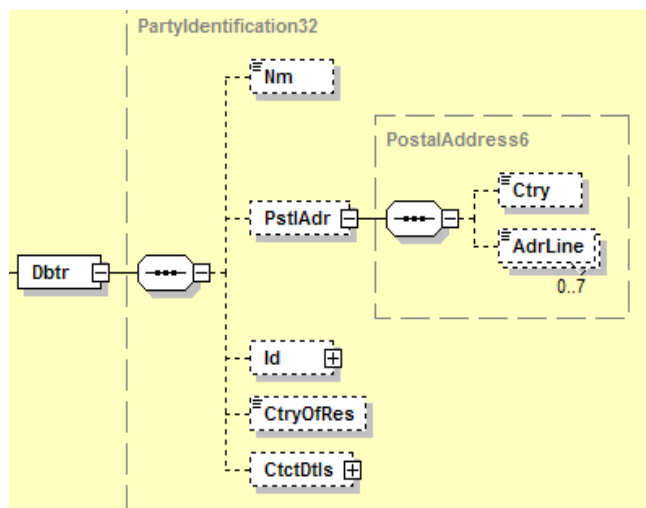 PartyIdentification32
Nm
PostalAddress6
Ctry
PstlAdr
AdrLine
0..7
Dbtr
Id
CtryOfRes
CtctDtls